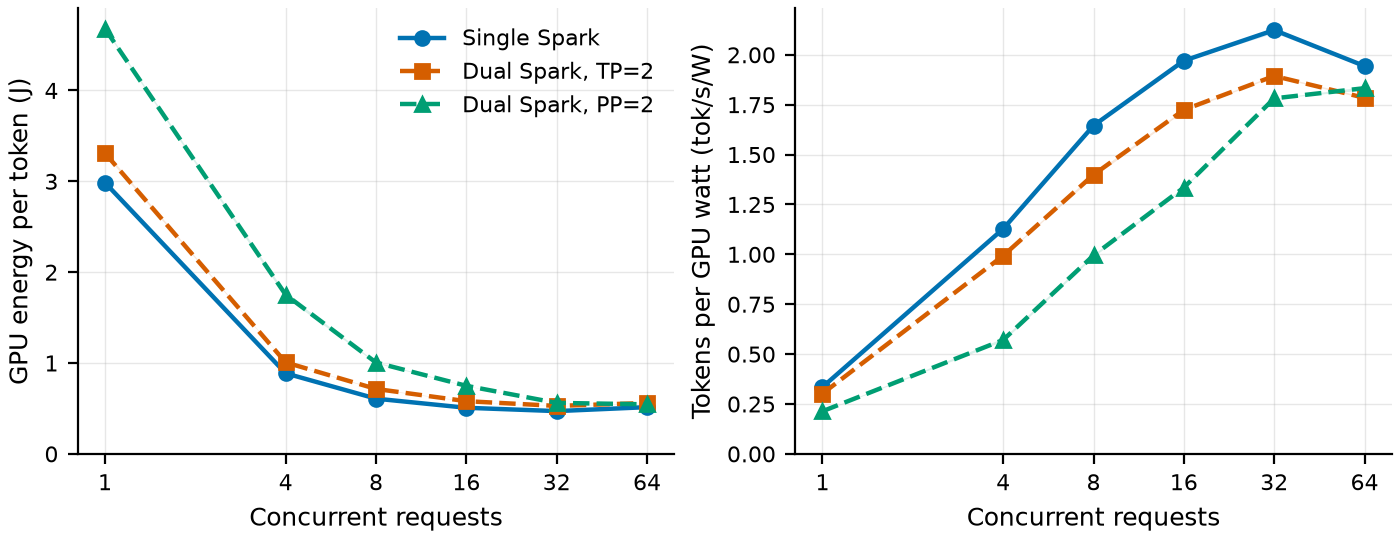 GPU energy per token (J)
4
3
2
1
0
1 4 8 16 32 64
Concurrent requests
Single Spark
Dual Spark, TP=2
Dual Spark, PP=2
Tokens per GPU watt (tok/s/W)
2.00
1.75
1.50
1.25
1.00
0.75
0.50
0.25
0.00
1 4 8 16 32 64
Concurrent requests